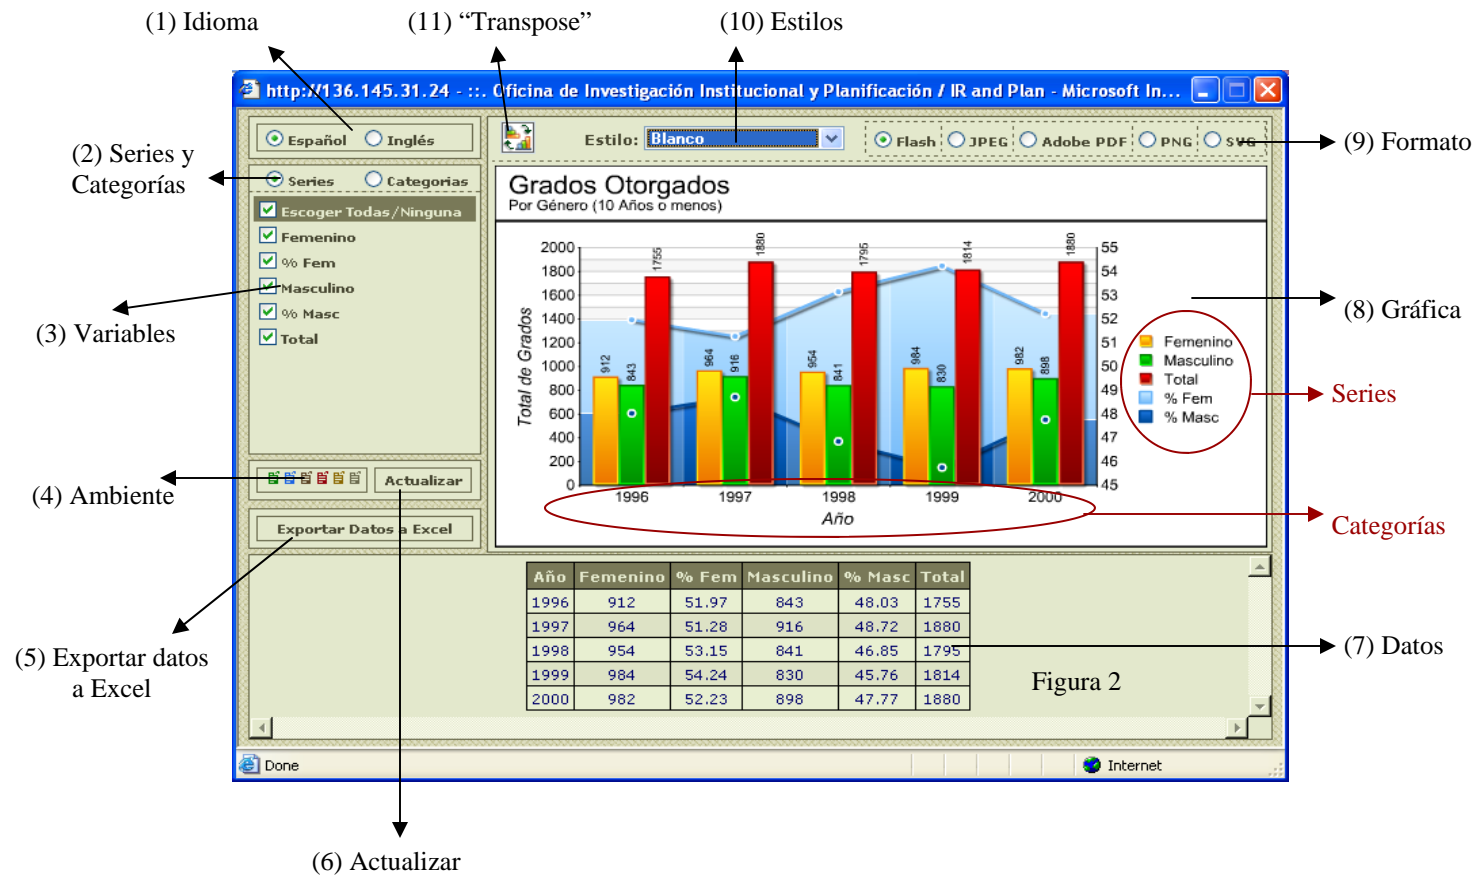 (1) Idioma
(11) “Transpose”
(10) Estilos
http://136.145.31.24 - ::. Oficina de Investigación Institucional y Planificación / IR and Plan - Microsoft In...
Español Inglés
Estilo: Blanco
Flash JPEG Adobe PDF PNG SVG
(9) Formato
(2) Series y
Categorías
Series Categorias
Escoger Todas/Ninguna
Femenino
% Fem
Masculino
% Masc
Total
(3) Variables
Grados Otorgados
Por Género (10 Años o menos)
Total de Grados
2000
1800
1600
1400
1200
1000
800
600
400
200
0
912 843 1755
964 916 1880
954 841 1795
984 830 1814
982 898 1880
55
54
53
52
51
50
49
48
47
46
45
1996 1997 1998 1999 2000
Año
Femenino
Masculino
Total
% Fem
% Masc
(8) Gráfica
Series
Categorías
(4) Ambiente
Actualizar
Exportar Datos a Excel
(5) Exportar datos
a Excel
Año Femenino % Fem Masculino % Masc Total
1996 912 51.97 843 48.03 1755
1997 964 51.28 916 48.72 1880
1998 954 53.15 841 46.85 1795
1999 984 54.24 830 45.76 1814
2000 982 52.23 898 47.77 1880
(7) Datos
Figura 2
Done
Internet
(6) Actualizar